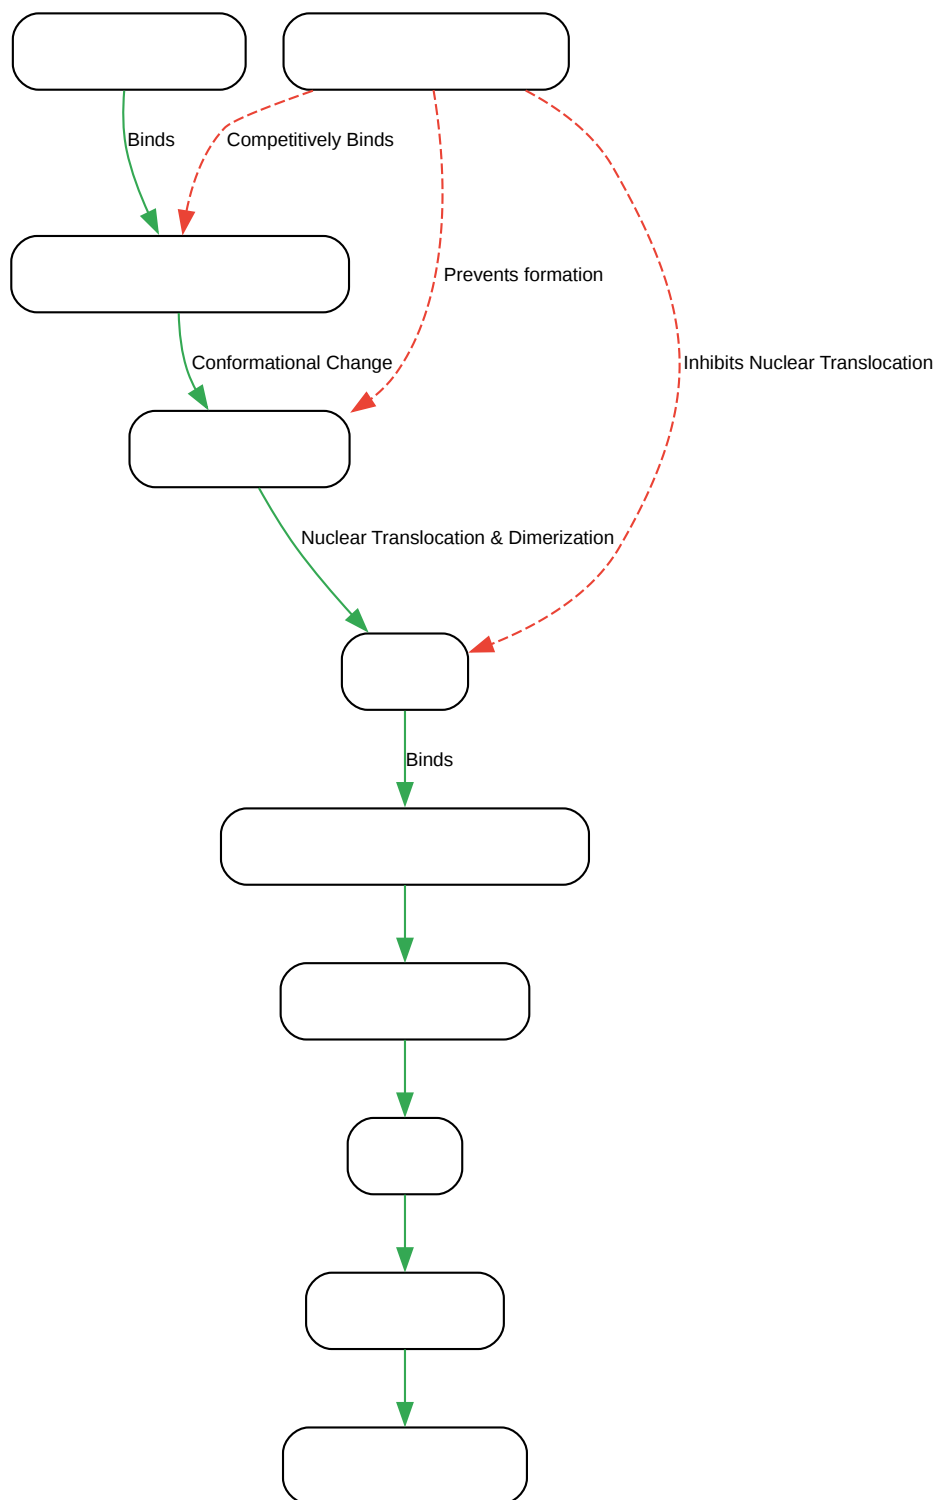 Binds
Competitively Binds
Prevents formation
Conformational Change
Inhibits Nuclear Translocation
Nuclear Translocation & Dimerization
Binds